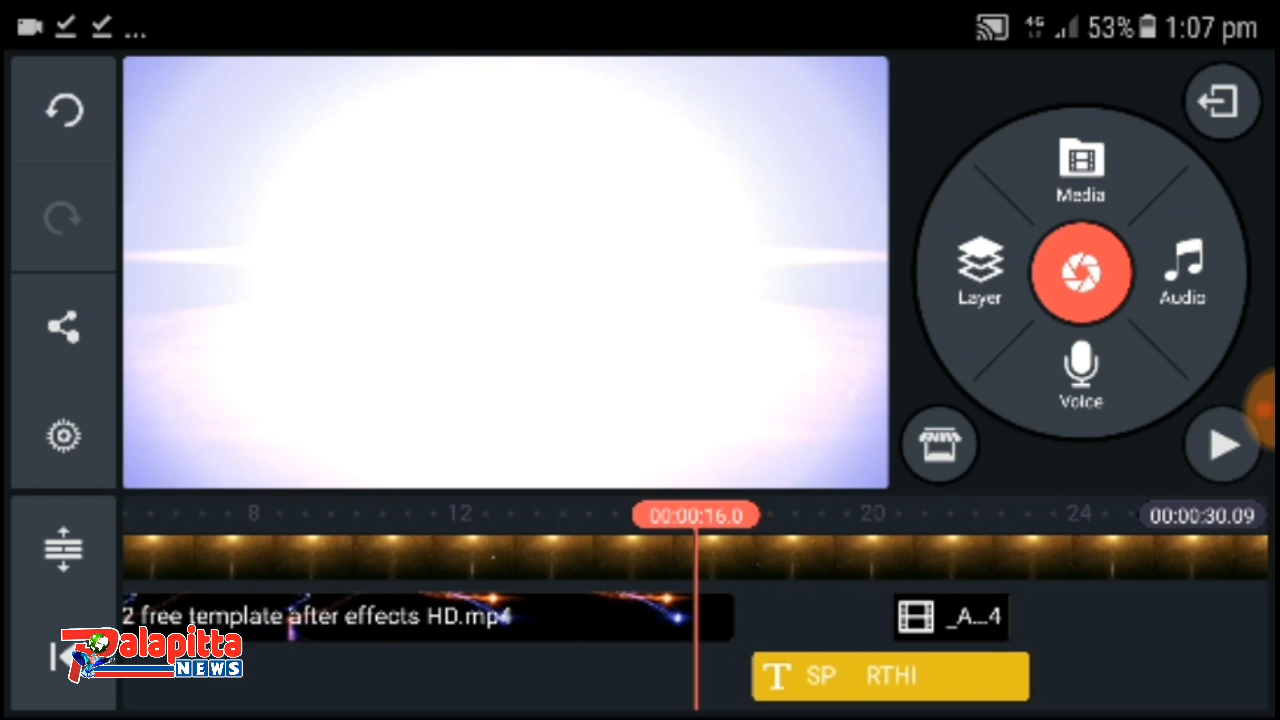 ... 4G 53% 1:07 pm
Media
Layer
Audio
Voice
8 12 00:00:16.0 20 24 00:00:30.09
2 free template after effects HD.mp4
_A...4
Palapitta
NEWS
T SP RTHI